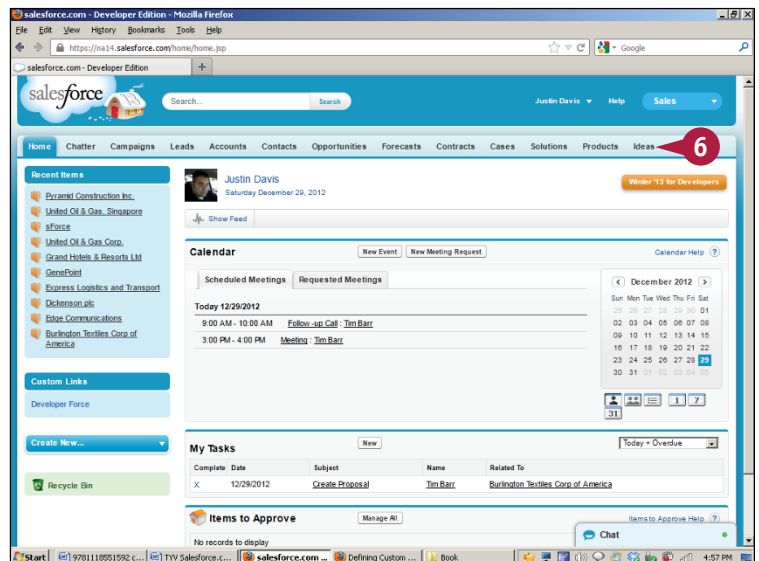 salesforce.com - Developer Edition - Mozilla Firefox
File Edit View History Bookmarks Tools Help
https://na14.salesforce.com/home/home.jsp
Google
salesforce.com - Developer Edition
+
salesforce
Search...
Search
Justin Davis
Help
Sales
Home Chatter Campaigns Leads Accounts Contacts Opportunities Forecasts Contracts Cases Solutions Products Ideas
6
Recent Items
Pyramid Construction Inc.
United Oil & Gas, Singapore
sForce
United Oil & Gas Corp.
Grand Hotels & Resorts Ltd
GenePoint
Express Logistics and Transport
Dickenson plc
Edge Communications
Burlington Textiles Corp of
America
Custom Links
Developer Force
Create New...
Recycle Bin
Justin Davis
Saturday December 29, 2012
Winter '13 for Developers
Show Feed
Calendar
New Event
New Meeting Request
Calendar Help ?
Scheduled Meetings
Requested Meetings
Today 12/29/2012
9:00 AM - 10:00 AM Follow-up Call : Tim Barr
3:00 PM - 4:00 PM Meeting : Tim Barr
< December 2012 >
Sun Mon Tue Wed Thu Fri Sat
25 26 27 28 29 30 01
02 03 04 05 06 07 08
09 10 11 12 13 14 15
16 17 18 19 20 21 22
23 24 25 26 27 28 29
30 31 01 02 03 04 05
1 7
31
My Tasks
New
Today + Overdue
Complete Date Subject Name Related To
X 12/29/2012 Create Proposal Tim Barr Burlington Textiles Corp of America
Items to Approve
Manage All
Items to Approve Help ?
No records to display
Chat
Start
9781118551592 c...
TYV Salesforce.c...
salesforce.com ...
Defining Custom ...
Book
4:57 PM